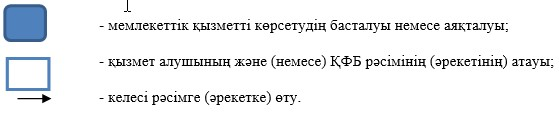 - мемлекеттік қызметті көрсетудің басталуы немесе аяқталуы;
- қызмет алушының және (немесе) ҚФБ рәсімінің (әрекетінің) атауы;
- келесі рәсімге (әрекетке) өту.